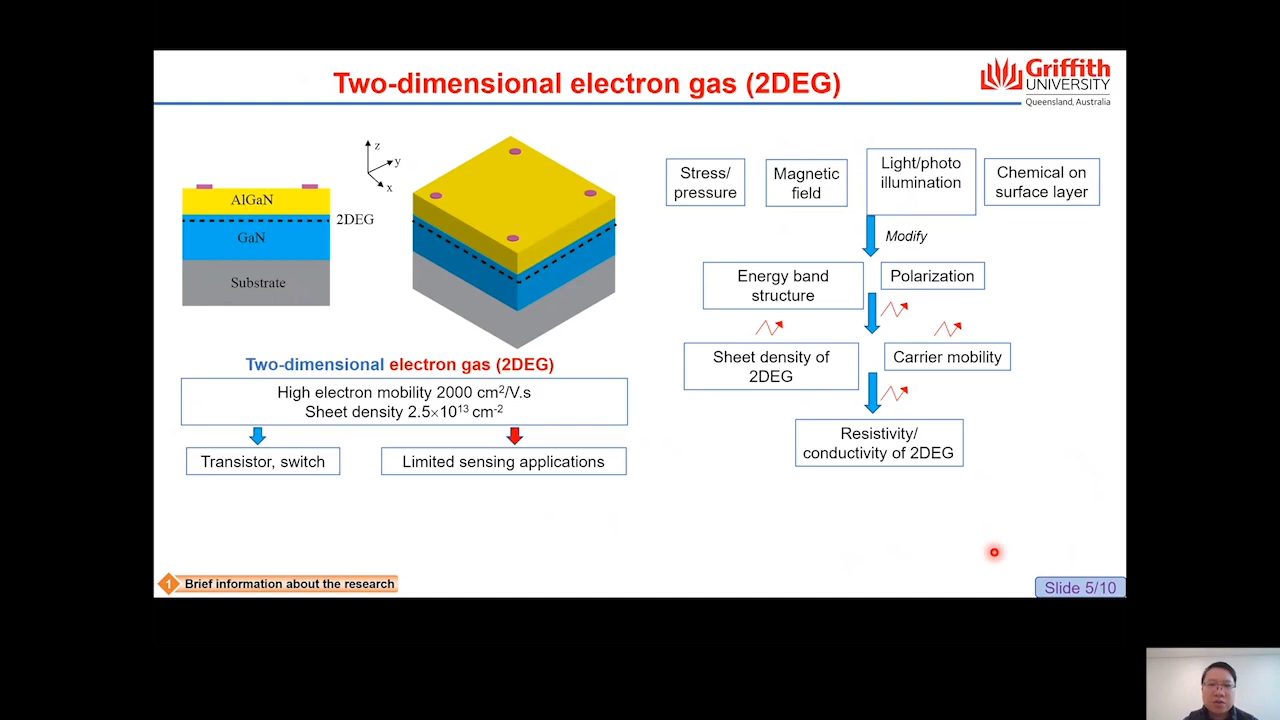 Two-dimensional electron gas (2DEG)
Griffith
UNIVERSITY
Queensland, Australia
z
y
x
AlGaN
2DEG
GaN
Substrate
Two-dimensional electron gas (2DEG)
High electron mobility 2000 cm²/V.s
Sheet density 2.5×10¹³ cm⁻²
Transistor, switch
Limited sensing applications
Stress/
pressure
Magnetic
field
Light/photo
illumination
Chemical on
surface layer
Modify
Energy band
structure
Polarization
Sheet density of
2DEG
Carrier mobility
Resistivity/
conductivity of 2DEG
1 Brief information about the research
Slide 5/10